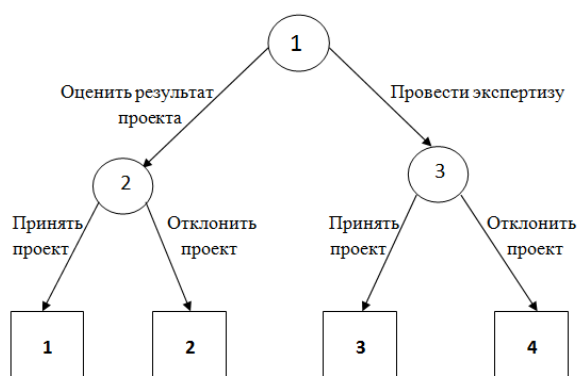 1
Оценить результат
проекта
Провести экспертизу
2
3
Принять
проект
Отклонить
проект
Принять
проект
Отклонить
проект
1
2
3
4